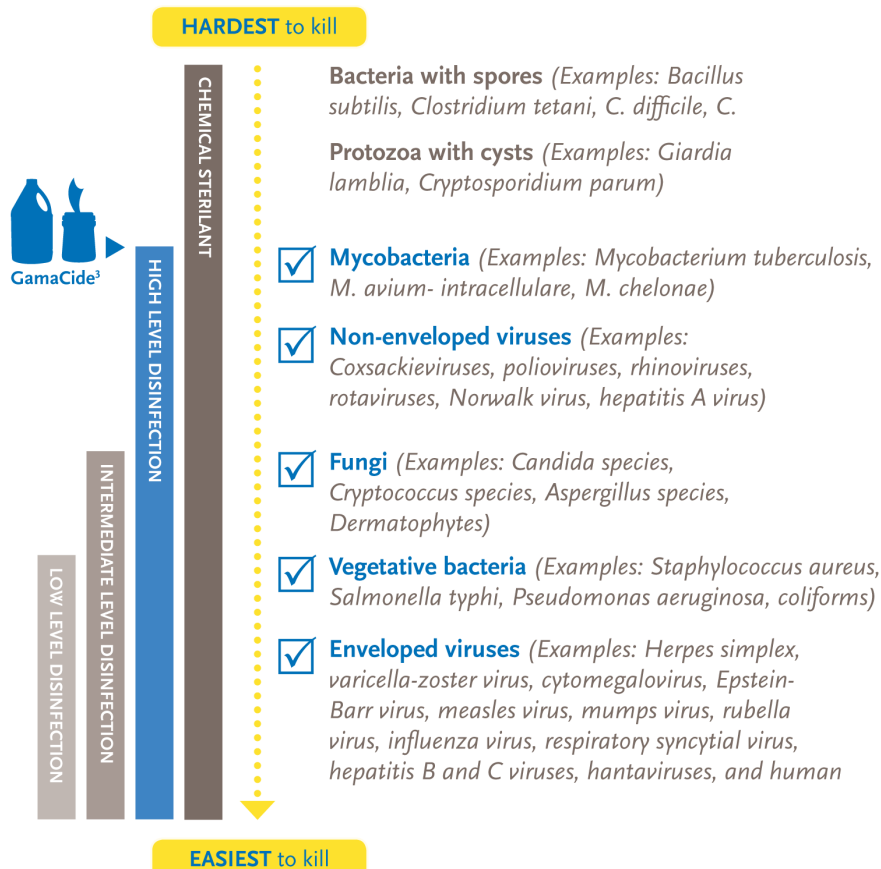 HARDEST to kill
CHEMICAL STERILANT
Bacteria with spores (Examples: Bacillus
subtilis, Clostridium tetani, C. difficile, C.
Protozoa with cysts (Examples: Giardia
lamblia, Cryptosporidium parum)
GamaCide³
HIGH LEVEL DISINFECTION
Mycobacteria (Examples: Mycobacterium tuberculosis,
M. avium- intracellulare, M. chelonae)
Non-enveloped viruses (Examples:
Coxsackieviruses, polioviruses, rhinoviruses,
rotaviruses, Norwalk virus, hepatitis A virus)
INTERMEDIATE LEVEL DISINFECTION
Fungi (Examples: Candida species,
Cryptococcus species, Aspergillus species,
Dermatophytes)
LOW LEVEL DISINFECTION
Vegetative bacteria (Examples: Staphylococcus aureus,
Salmonella typhi, Pseudomonas aeruginosa, coliforms)
Enveloped viruses (Examples: Herpes simplex,
varicella-zoster virus, cytomegalovirus, Epstein-
Barr virus, measles virus, mumps virus, rubella
virus, influenza virus, respiratory syncytial virus,
hepatitis B and C viruses, hantaviruses, and human
EASIEST to kill